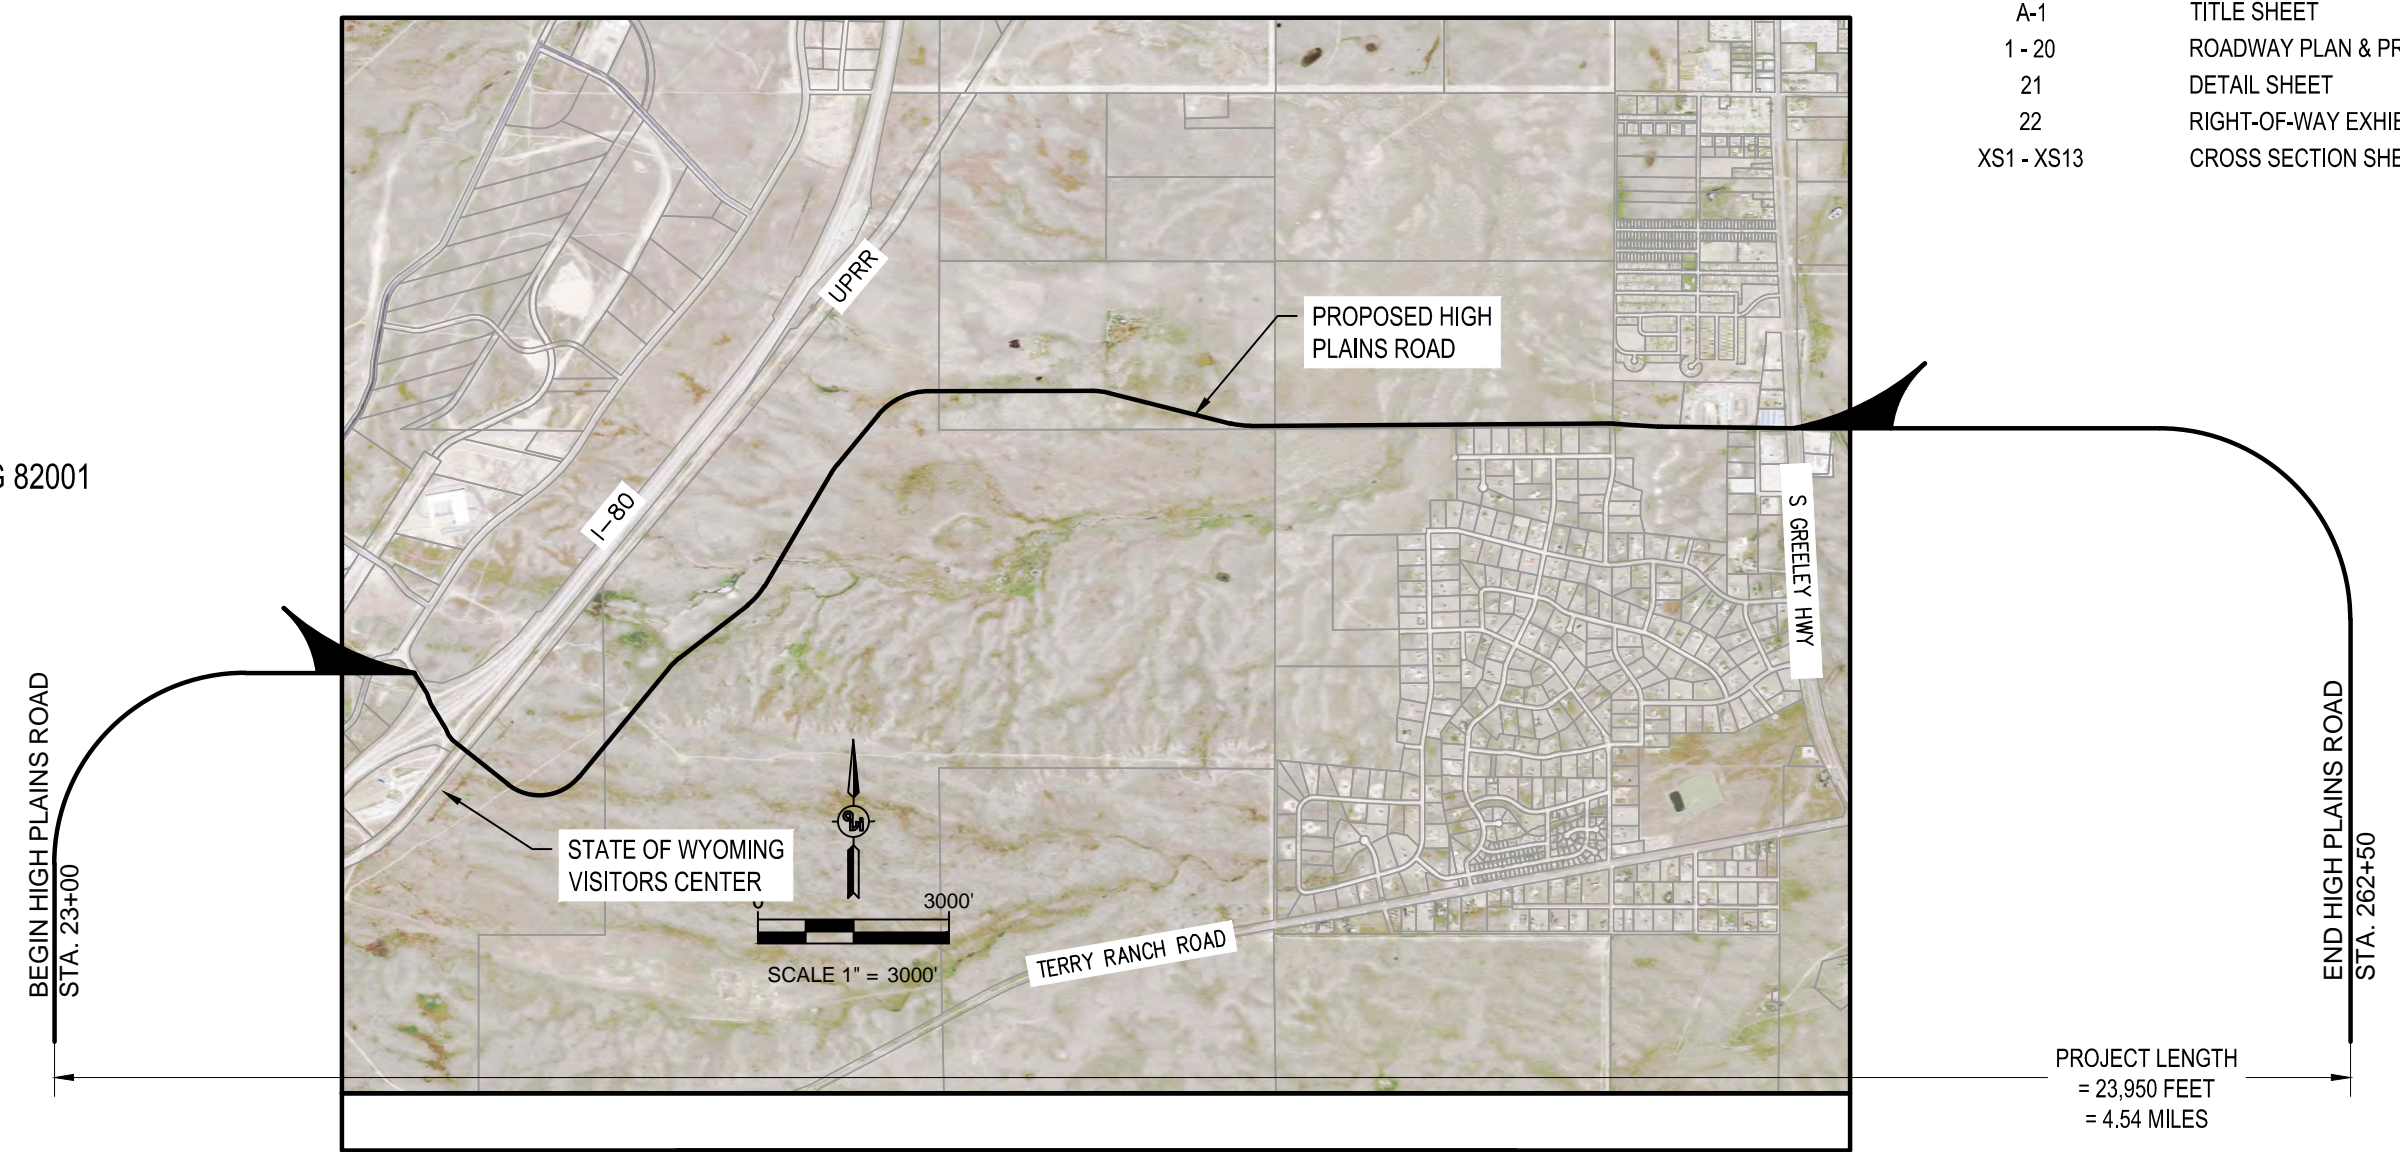 A-1 TITLE SHEET
1 - 20 ROADWAY PLAN &
21 DETAIL SHEET
22 RIGHT-OF-WAY
XS1 - XS13 CROSS SECTION
82001
UPRR
PROPOSED HIGH
PLAINS ROAD
I-80
S GREELEY HWY
BEGIN HIGH PLAINS ROAD
STA. 23+00
STATE OF WYOMING
VISITORS CENTER
0 3000'
SCALE 1" = 3000'
TERRY RANCH ROAD
END HIGH PLAINS ROAD
STA. 262+50
PROJECT LENGTH
= 23,950 FEET
= 4.54 MILES